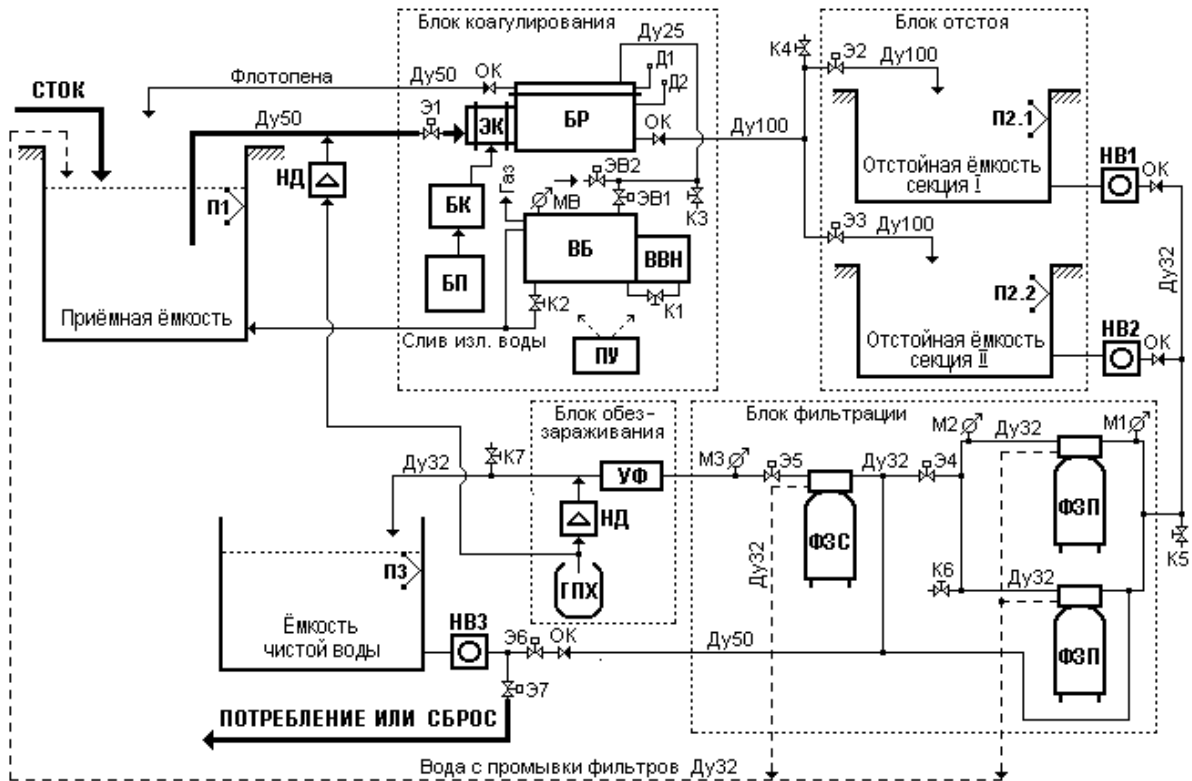 Блок коагулирования
Блок отстоя
Ду25
К4
Э2
Ду100
Флотопена
Ду50
ОК
Д1
Д2
СТОК
Ду50
Э1
ЭК
БР
ОК
Ду100
П2.1
Отстойная ёмкость
секция I
НВ1
ОК
НД
П1
Газ
МВ
ЭВ2
ЭВ1
К3
БК
БП
ВБ
ВВН
К2
К1
Э3
Ду100
Ду32
П2.2
Отстойная ёмкость
секция II
НВ2
ОК
Приёмная ёмкость
Слив изл. воды
ПУ
Блок обез-
зараживания
Блок фильтрации
К7
Ду32
УФ
М3
Э5
Ду32
Э4
М2
Ду32
М1
НД
ФЗС
ФЗП
Ду32
К5
П3
ГПХ
К6
Ду32
Ёмкость
чистой воды
НВ3
Э6
ОК
Ду50
ФЗП
Э7
ПОТРЕБЛЕНИЕ ИЛИ СБРОС
Вода с промывки фильтров Ду32